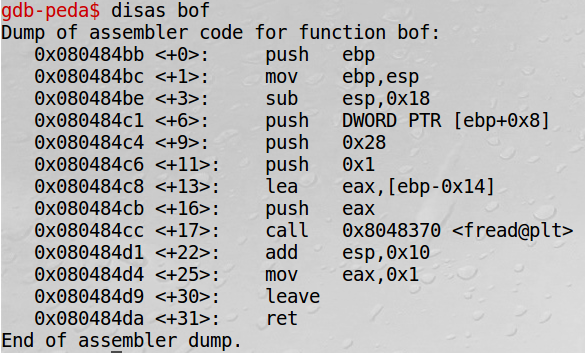 gdb-peda$ disas bof
Dump of assembler code for function bof:
   0x080484bb <+0>:     push   ebp
   0x080484bc <+1>:     mov    ebp,esp
   0x080484be <+3>:     sub    esp,0x18
   0x080484c1 <+6>:     push   DWORD PTR [ebp+0x8]
   0x080484c4 <+9>:     push   0x28
   0x080484c6 <+11>:    push   0x1
   0x080484c8 <+13>:    lea    eax,[ebp-0x14]
   0x080484cb <+16>:    push   eax
   0x080484cc <+17>:    call   0x8048370 <fread@plt>
   0x080484d1 <+22>:    add    esp,0x10
   0x080484d4 <+25>:    mov    eax,0x1
   0x080484d9 <+30>:    leave
   0x080484da <+31>:    ret
End of assembler dump.